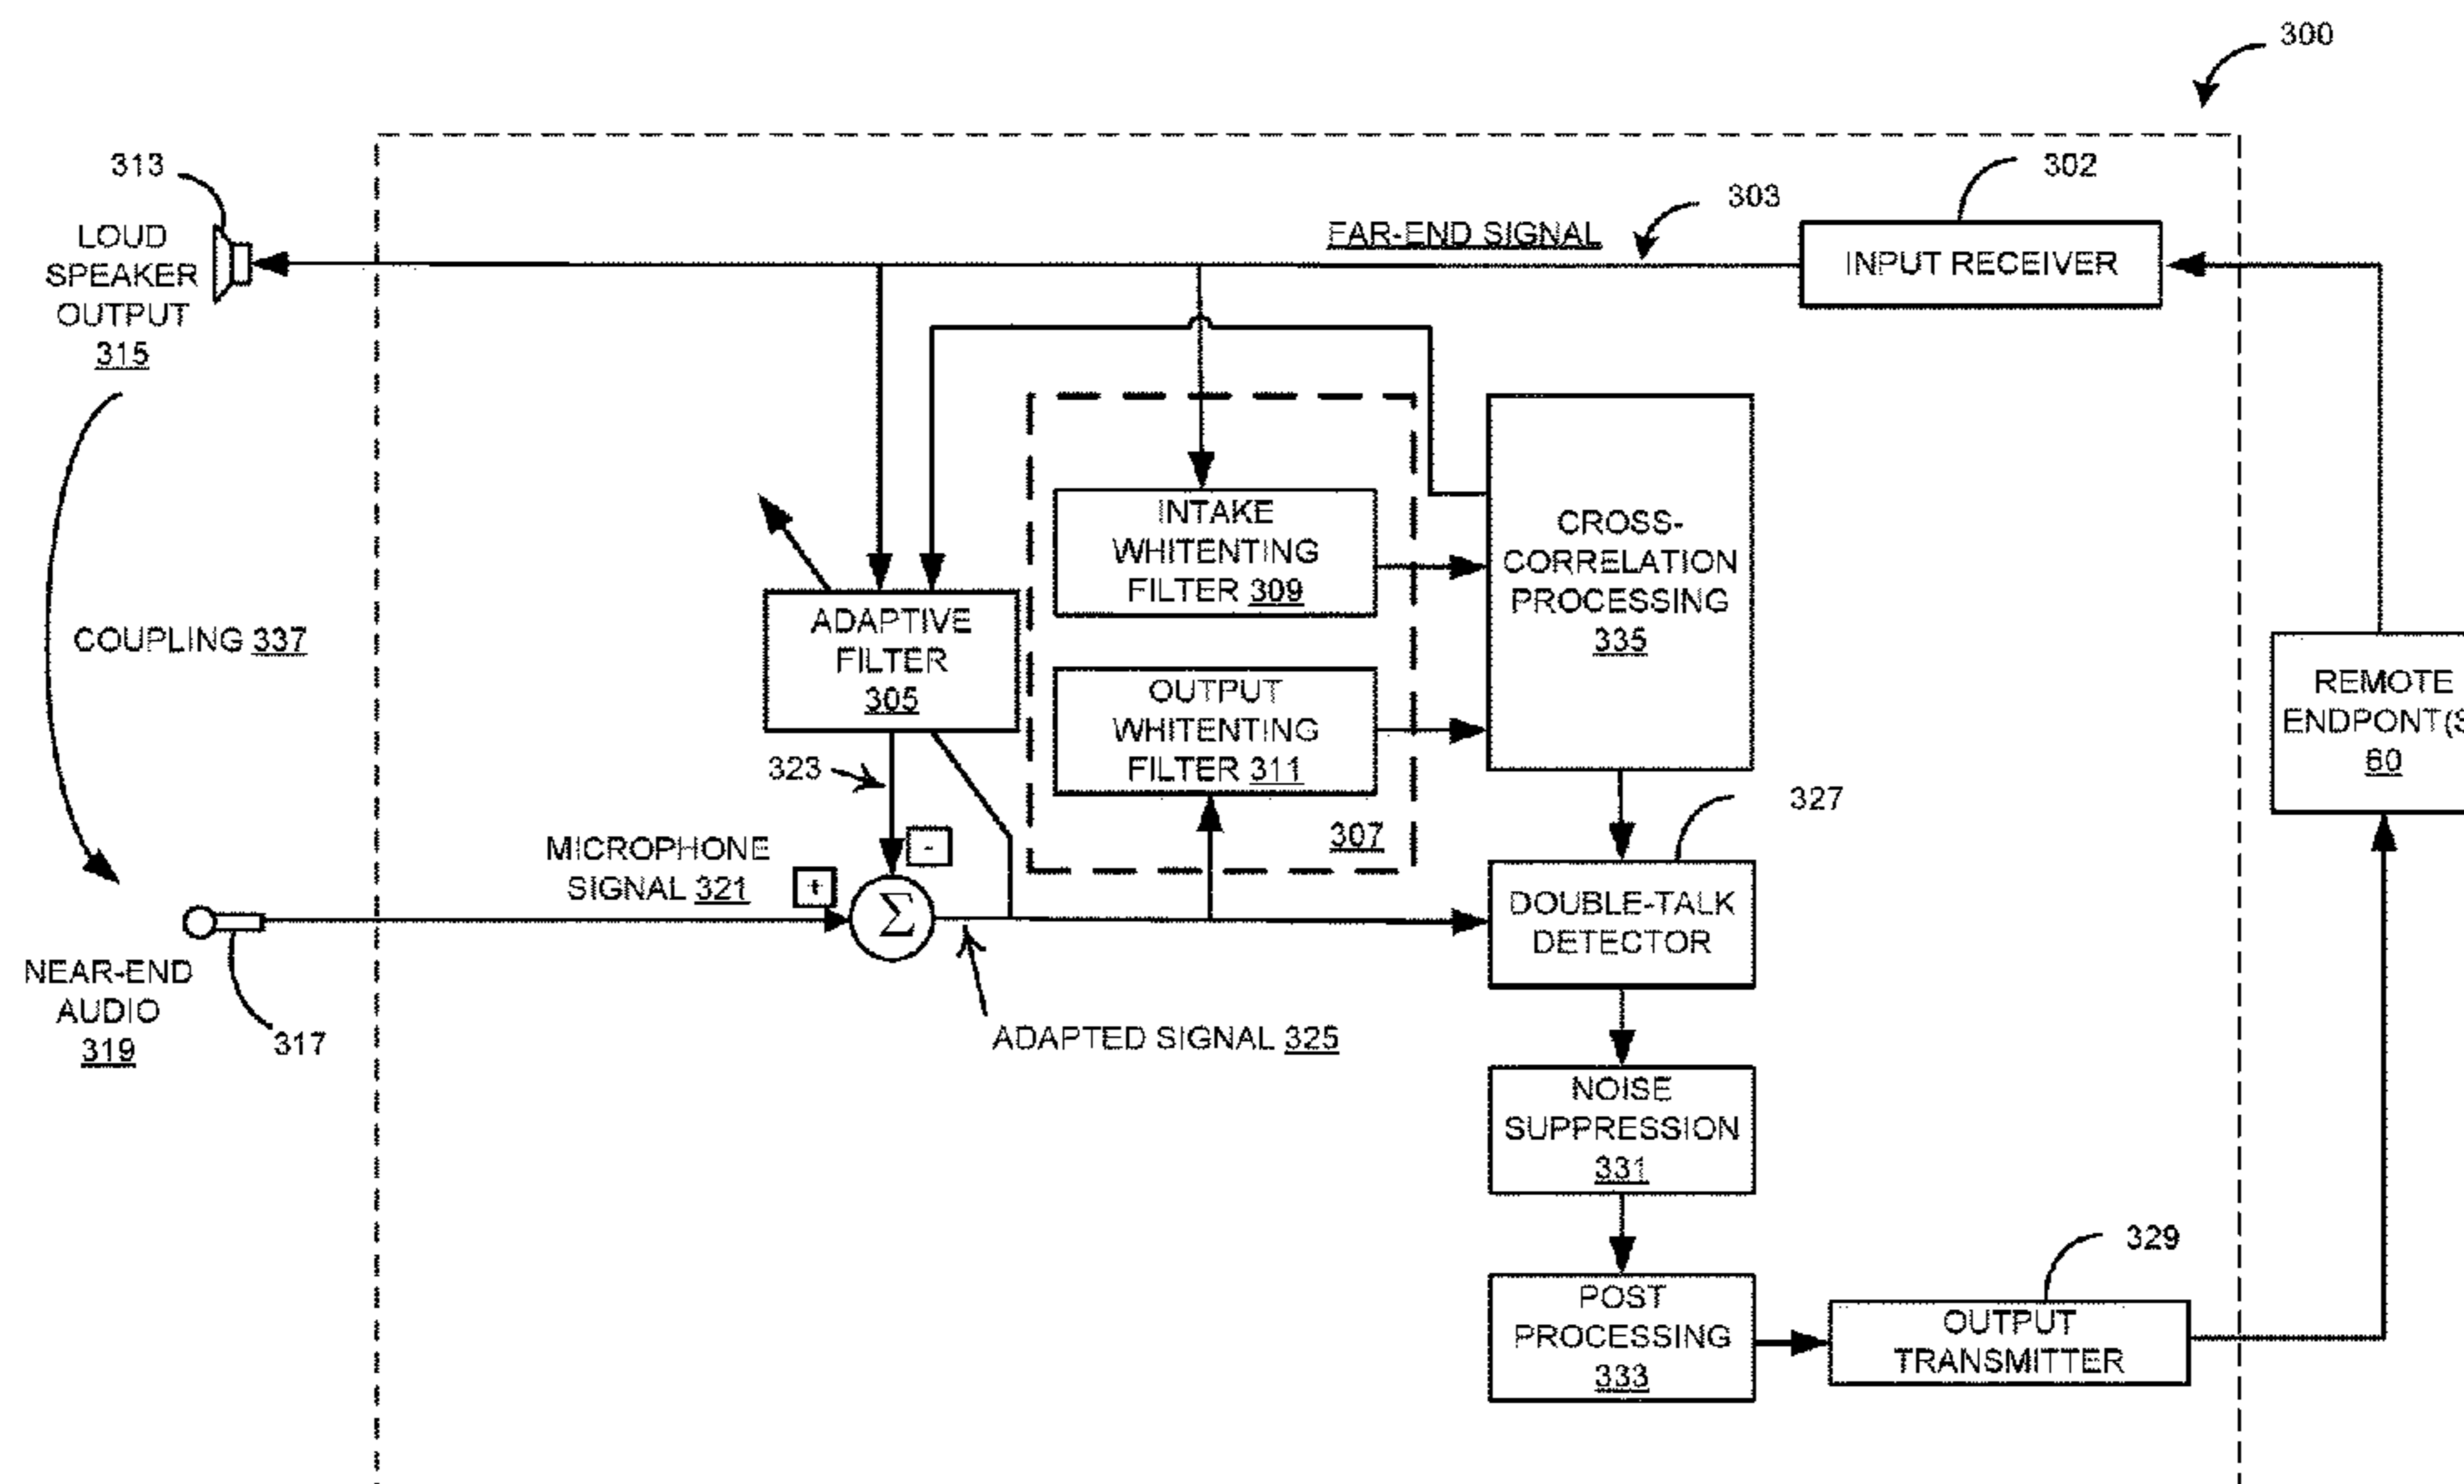 300
313
302
303
LOUD
SPEAKER
OUTPUT
315
FAR-END SIGNAL
INPUT RECEIVER
INTAKE
WHITENTING
FILTER 309
CROSS-
CORRELATION
PROCESSING
335
ADAPTIVE
FILTER
305
COUPLING 337
OUTPUT
WHITENTING
FILTER 311
REMOTE
ENDPONT(S
60
323
327
307
-
MICROPHONE
SIGNAL 321
+
Σ
DOUBLE-TALK
DETECTOR
NEAR-END
AUDIO
319
317
ADAPTED SIGNAL 325
NOISE
SUPPRESSION
331
329
POST
PROCESSING
333
OUTPUT
TRANSMITTER